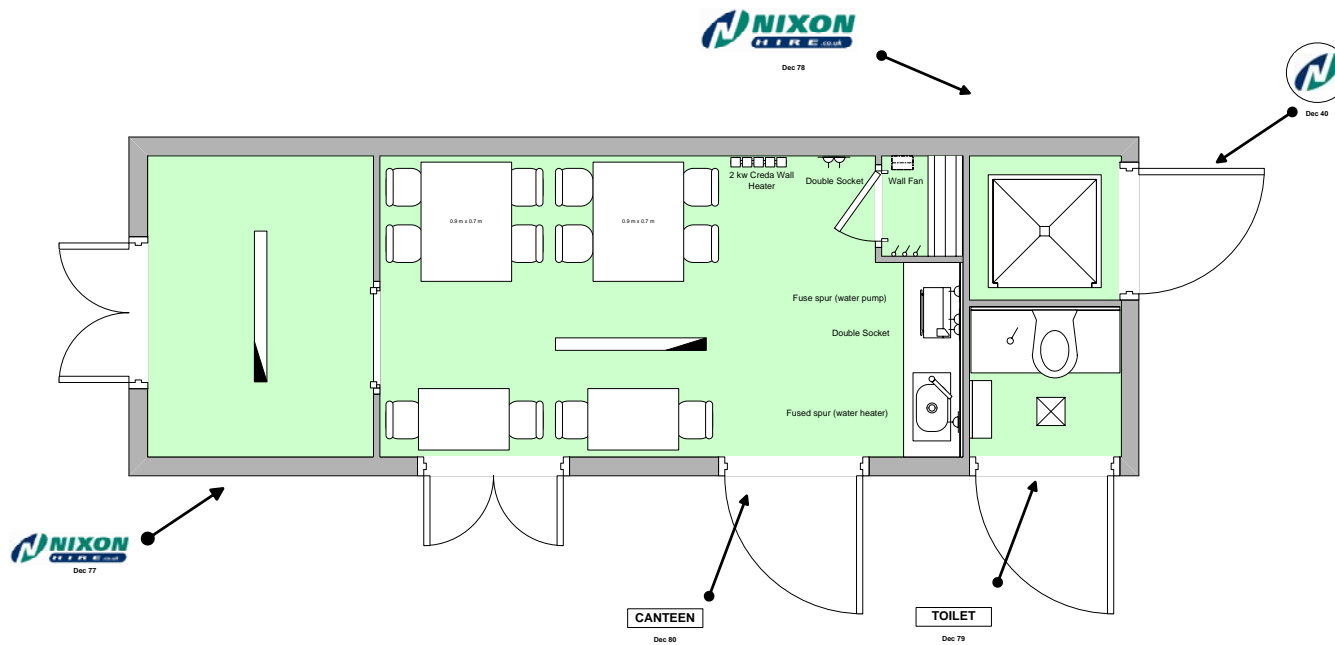 NIXON
HIRE.co.uk
Dec 78
Dec 40
2 kw Creda Wall
Heater
Double Socket
Wall Fan
0.9 m x 0.7 m
0.9 m x 0.7 m
Fuse spur (water pump)
Double Socket
Fused spur (water heater)
NIXON
HIRE.co.uk
Dec 77
CANTEEN
Dec 80
TOILET
Dec 79